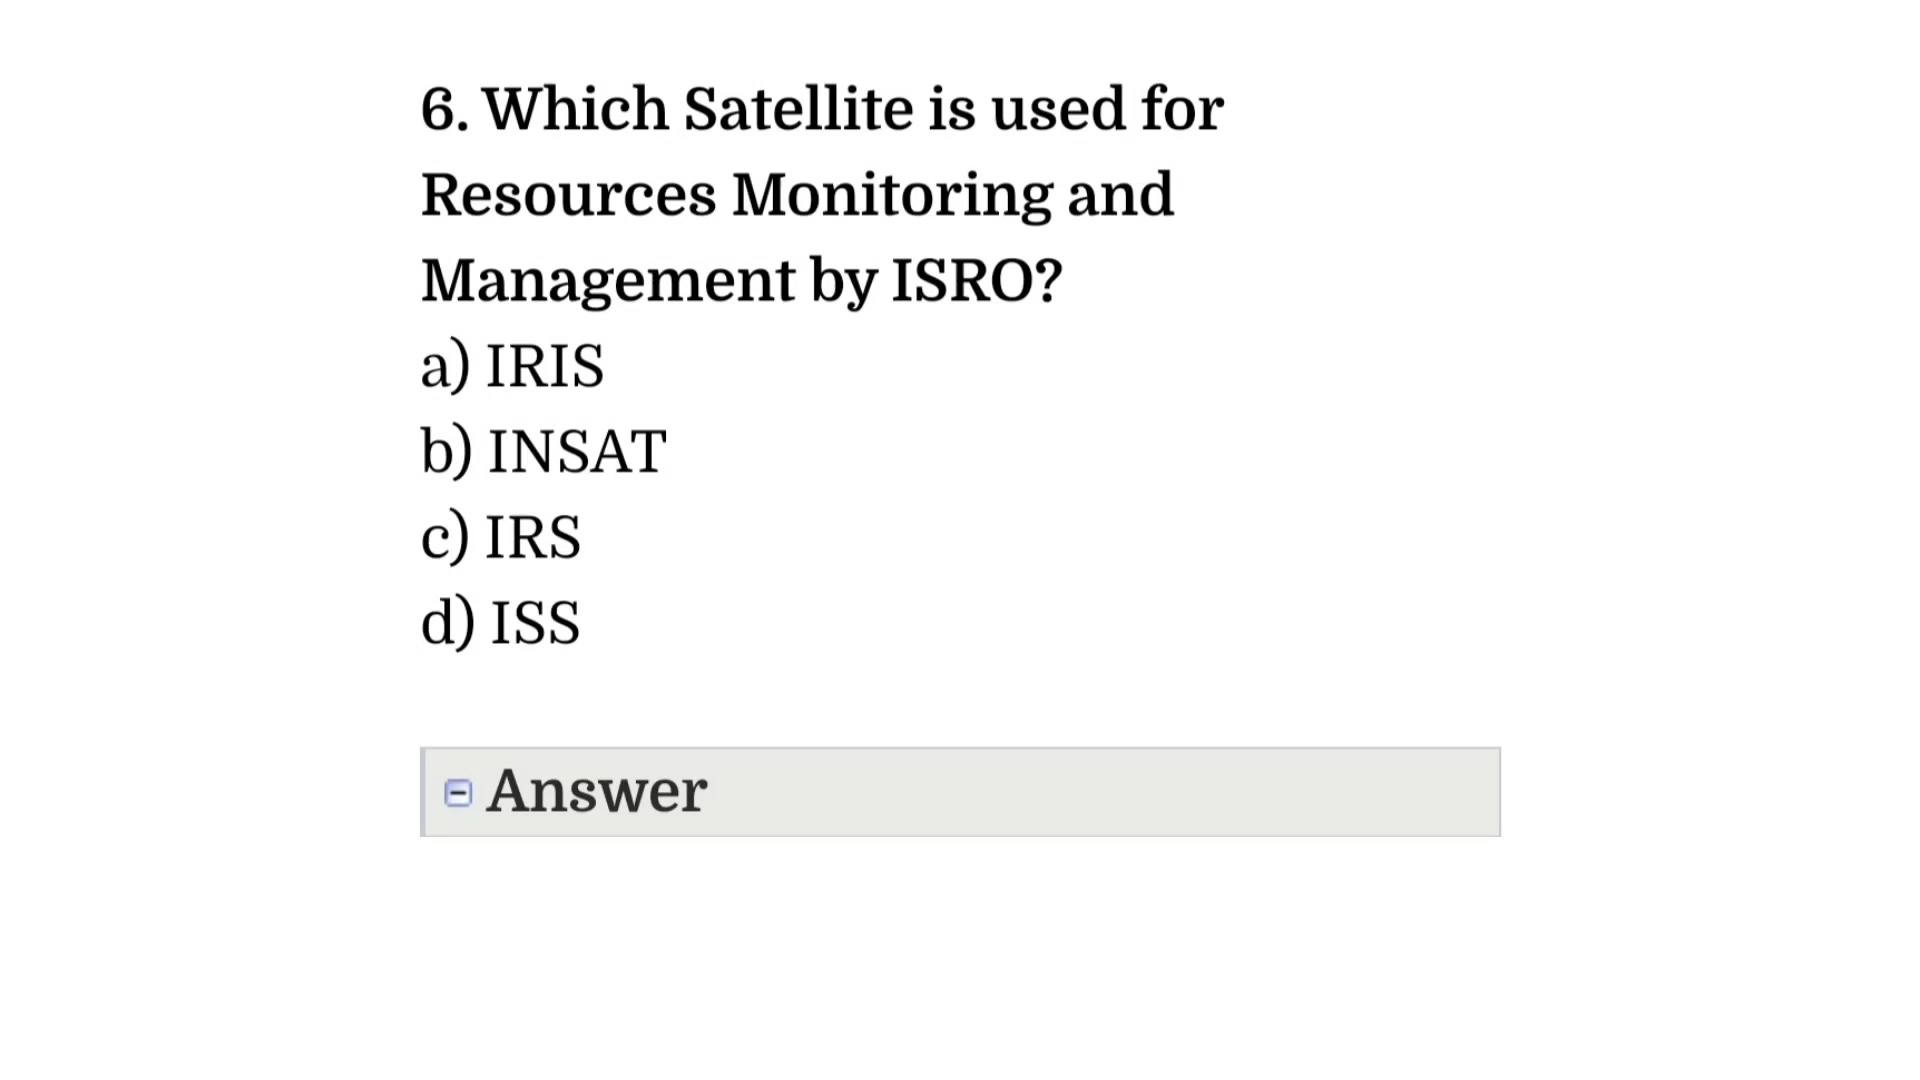 6. Which Satellite is used for
Resources Monitoring and
Management by ISRO?
a) IRIS
b) INSAT
c) IRS
d) ISS
Answer